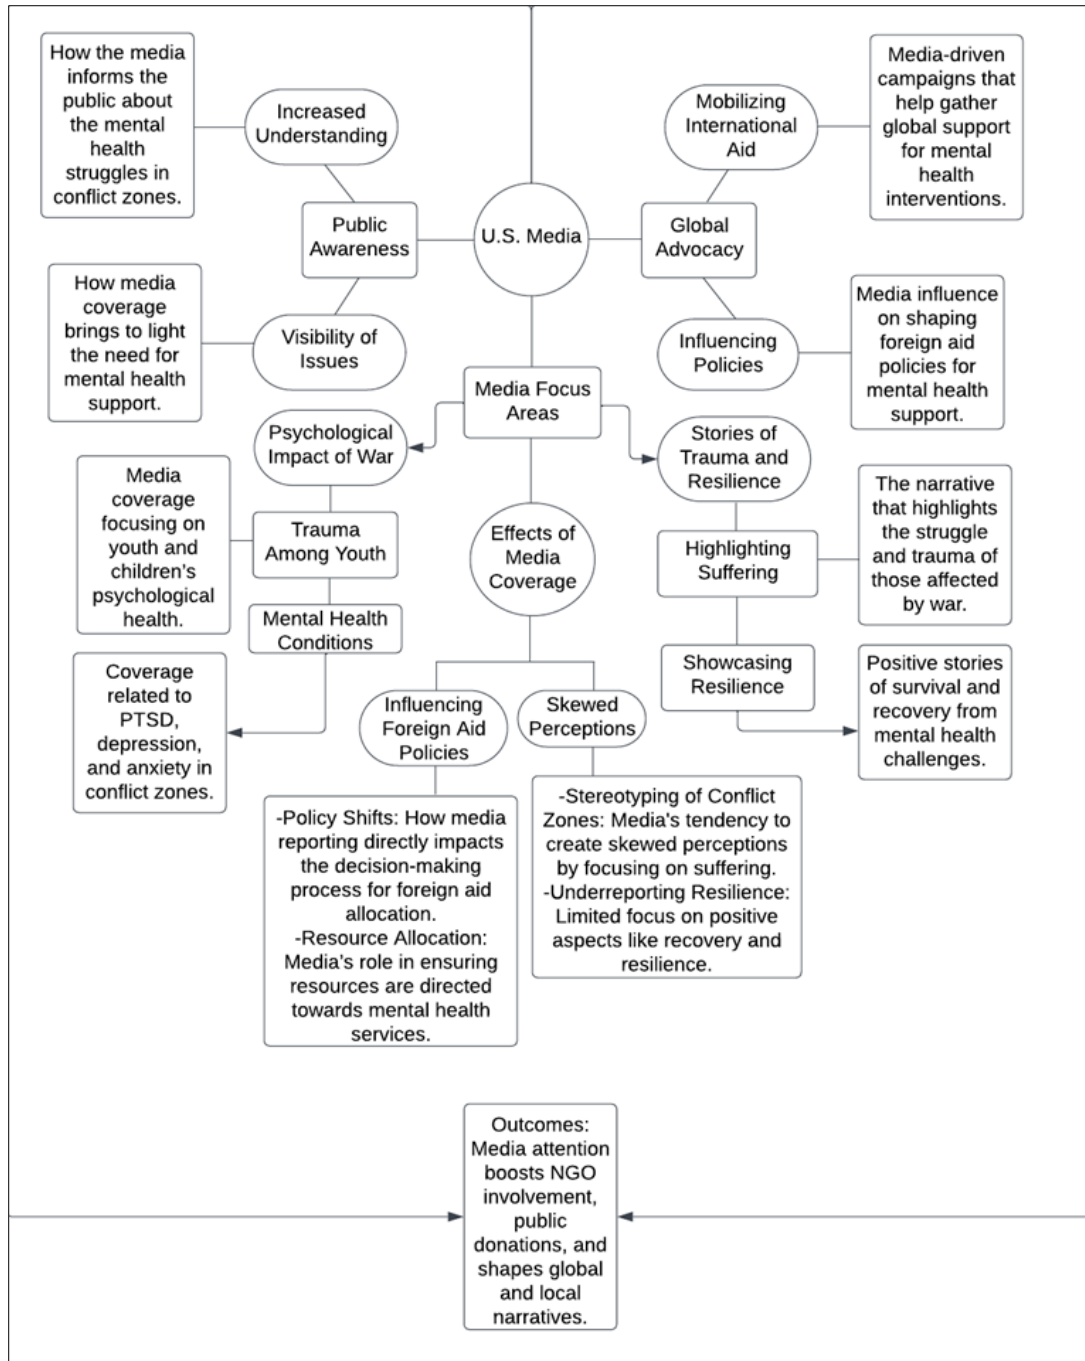 How the media
informs the
public about
the mental
health
struggles in
conflict zones.
Increased
Understanding
Mobilizing
International
Aid
Media-driven
campaigns that
help gather
global support
for mental
health
interventions.
Public
Awareness
U.S. Media
Global
Advocacy
How media
coverage
brings to light
the need for
mental health
support.
Visibility of
Issues
Influencing
Policies
Media influence
on shaping
foreign aid
policies for
mental health
support.
Media Focus
Areas
Psychological
Impact of War
Stories of
Trauma and
Resilience
Media
coverage
focusing on
youth and
children's
psychological
health.
Trauma
Among Youth
Effects of
Media
Coverage
Highlighting
Suffering
The narrative
that highlights
the struggle
and trauma of
those affected
by war.
Mental Health
Conditions
Showcasing
Resilience
Positive stories
of survival and
recovery from
mental health
challenges.
Coverage
related to
PTSD,
depression,
and anxiety in
conflict zones.
Influencing
Foreign Aid
Policies
Skewed
Perceptions
-Policy Shifts: How media
reporting directly impacts
the decision-making
process for foreign aid
allocation.
-Resource Allocation:
Media's role in ensuring
resources are directed
towards mental health
services.
-Stereotyping of Conflict
Zones: Media's tendency to
create skewed perceptions
by focusing on suffering.
-Underreporting Resilience:
Limited focus on positive
aspects like recovery and
resilience.
Outcomes:
Media attention
boosts NGO
involvement,
public
donations, and
shapes global
and local
narratives.